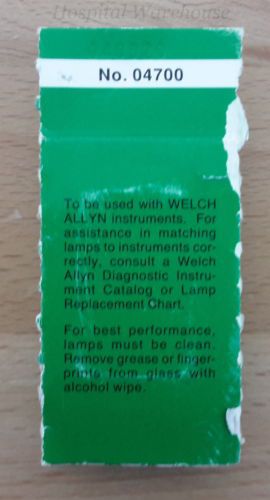 Hospital Warehouse
No. 04700
To be used with WELCH
ALLYN instruments. For
assistance in matching
lamps to instruments cor-
rectly, consult a Welch
Allyn Diagnostic Instru-
ment Catalog or Lamp
Replacement Chart.
For best performance,
lamps must be clean.
Remove grease or finger-
prints from glass with
alcohol wipe.